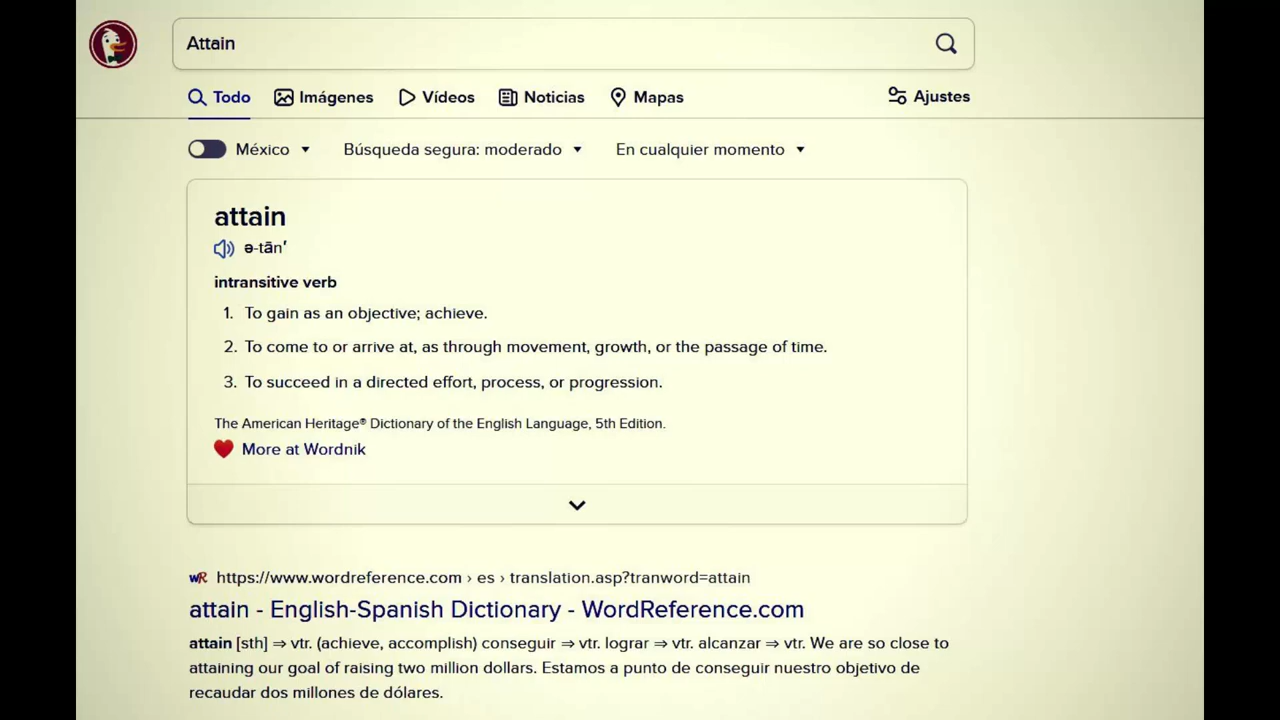 Attain
Todo Imágenes Vídeos Noticias Mapas Ajustes
México Búsqueda segura: moderado En cualquier momento
attain
ə-tān′
intransitive verb
1. To gain as an objective; achieve.
2. To come to or arrive at, as through movement, growth, or the passage of time.
3. To succeed in a directed effort, process, or progression.
The American Heritage® Dictionary of the English Language, 5th Edition.
More at Wordnik
WR https://www.wordreference.com › es › translation.asp?tranword=attain
attain - English-Spanish Dictionary - WordReference.com
attain [sth] ⇒ vtr. (achieve, accomplish) conseguir ⇒ vtr. lograr ⇒ vtr. alcanzar ⇒ vtr. We are so close to
attaining our goal of raising two million dollars. Estamos a punto de conseguir nuestro objetivo de
recaudar dos millones de dólares.